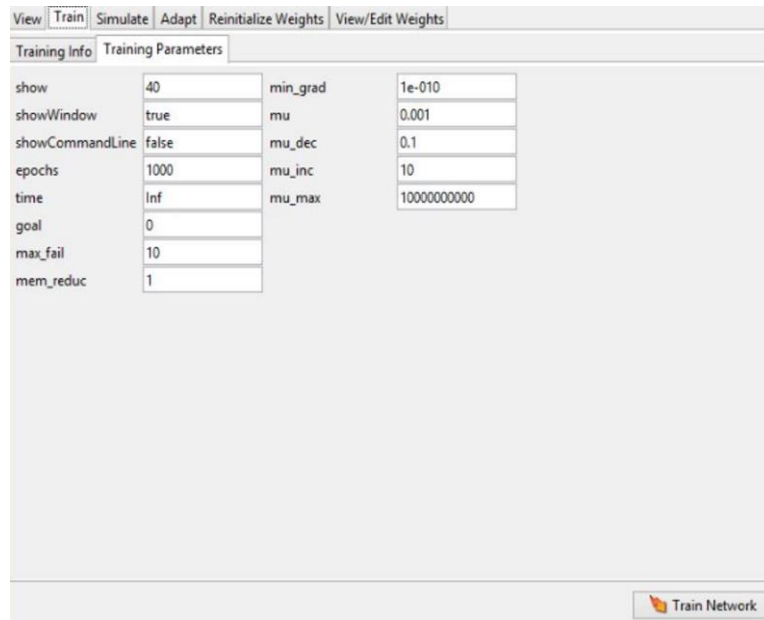 View Train Simulate Adapt Reinitialize Weights View/Edit Weights
Training Info Training Parameters
show 40 min_grad 1e-010
showWindow true mu 0.001
showCommandLine false mu_dec 0.1
epochs 1000 mu_inc 10
time Inf mu_max 10000000000
goal 0
max_fail 10
mem_reduc 1
Train Network